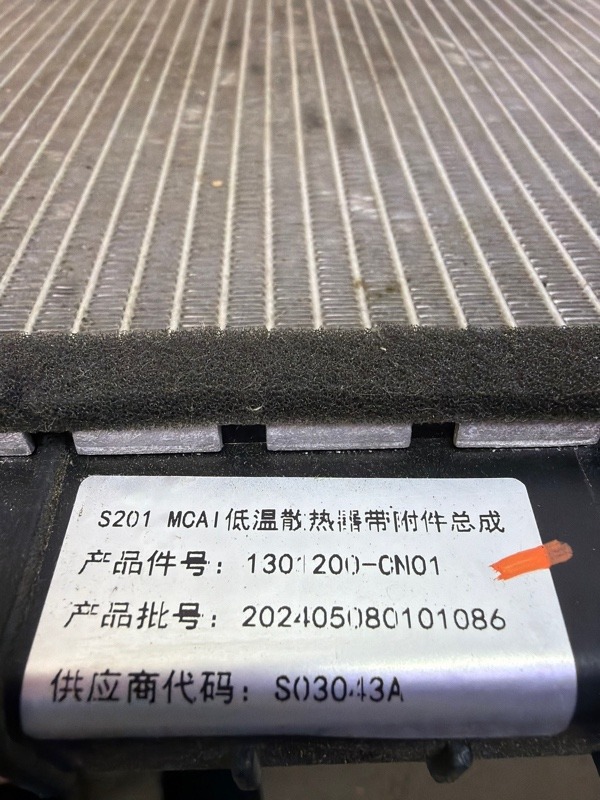 S201 MCAI低温散热器带附件总成
产品件号：1301200-CN01
产品批号：202405080101086
供应商代码：S03043A